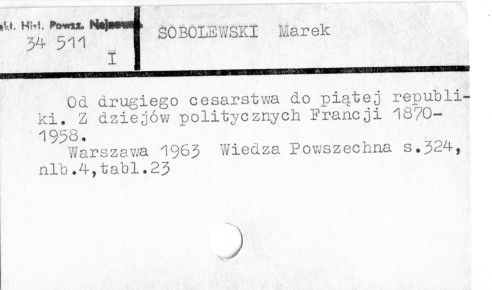 Hist. Powsz.
34 511
I
SOBOLEWSKI Marek
Od drugiego cesarstwa do piątej republi-
ki. Z dziejów politycznych Francji 1870-
1958.
Warszawa 1963 Wiedza Powszechna s.324,
nlb.4,tabl.23